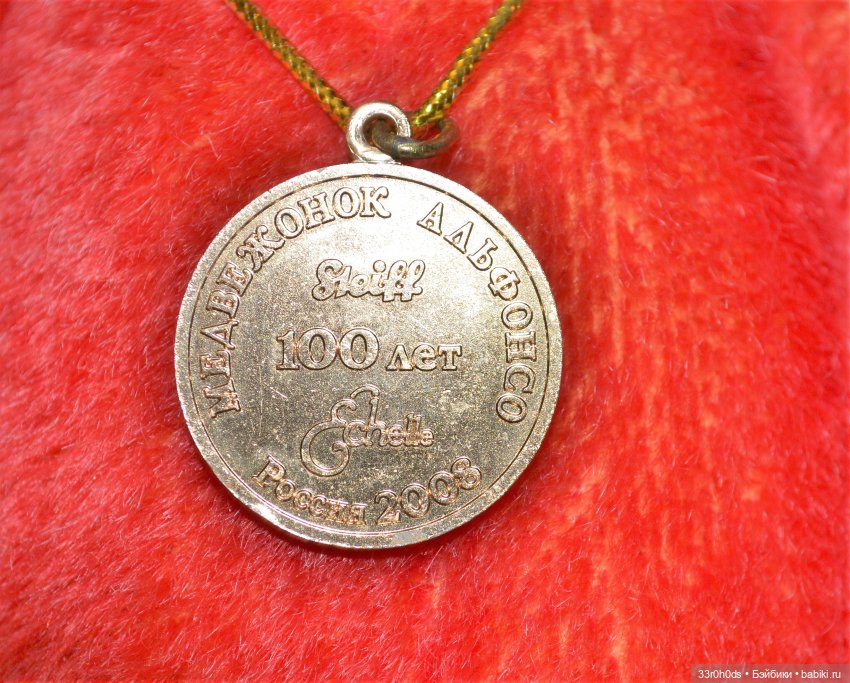 МЕДВЕЖОНОК АЛЬФОНСО
Steiff
100 лет
Echelle
Россия 2008
33r0h0ds • Бэйбики • babiki.ru